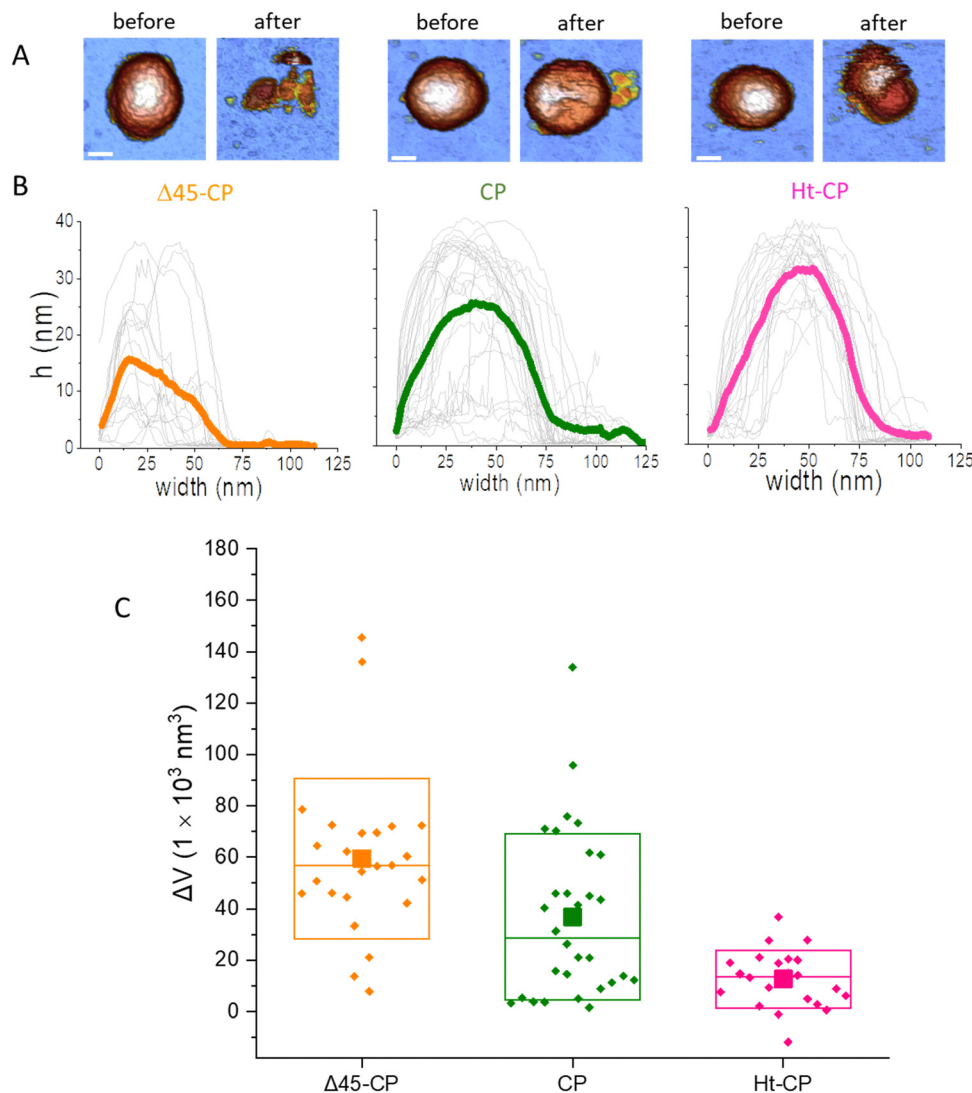 before after before after before after
A
B
Δ45-CP CP Ht-CP
40
30
20
10
0
h (nm)
0 25 50 75 100 125
0 25 50 75 100 125
0 25 50 75 100 125
width (nm) width (nm) width (nm)
C
180
160
140
120
100
80
60
40
20
0
ΔV (1 × 10³ nm³)
Δ45-CP CP Ht-CP